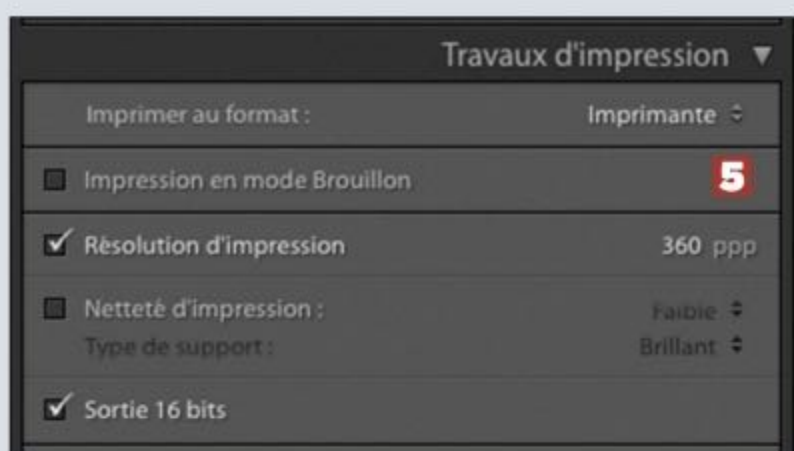 Travaux d'impression ▼
Imprimer au format : Imprimante
Impression en mode Brouillon 5
Résolution d'impression 360 ppp
Netteté d'impression : Faible
Type de support : Brillant
Sortie 16 bits